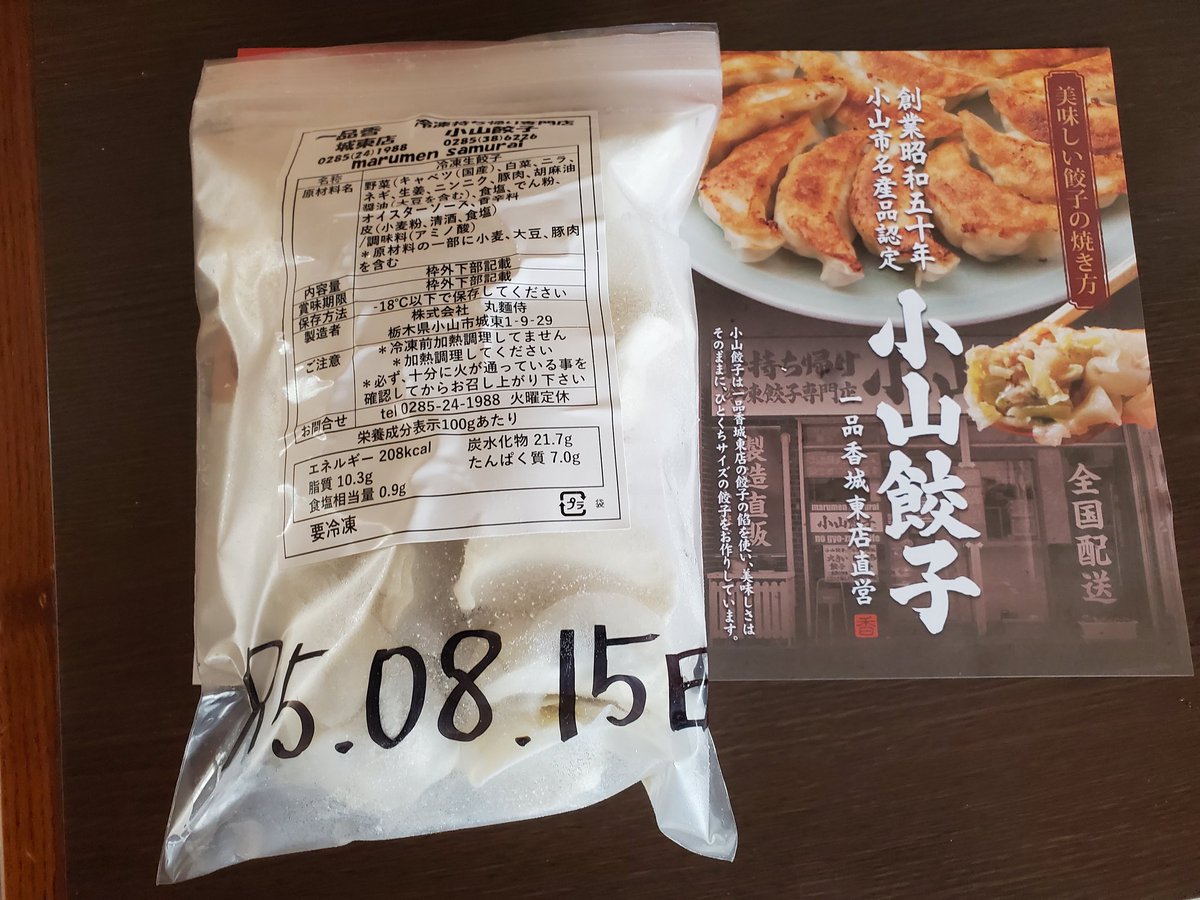 一品香
城東店
0285(24)1988
冷凍持ち帰り専門店
小山餃子
0285(38)6226
marumen samurai
名称
冷凍生餃子
原材料名
野菜(キャベツ(国産)、白菜、ニラ、
ネギ、生姜、ニンニク)、豚肉、胡麻油
醤油(大豆を含む)、食塩、でん粉、
オイスターソース、香辛料
皮(小麦粉、清酒、食塩)
/調味料(アミノ酸)
*原材料の一部に小麦、大豆、豚肉
を含む
内容量
枠外下部記載
賞味期限
枠外下部記載
保存方法
-18℃以下で保存してください
製造者
株式会社 丸麺侍
栃木県小山市城東1-9-29
ご注意
*冷凍前加熱調理してません
*加熱調理してください
*必ず、十分に火が通っている事を
確認してからお召し上がり下さい
お問合せ
tel 0285-24-1988 火曜定休
栄養成分表示100gあたり
エネルギー 208kcal
炭水化物 21.7g
脂質 10.3g
たんぱく質 7.0g
食塩相当量 0.9g
プラ
袋
要冷凍
R5.08.15日
美味しい餃子の焼き方
創業昭和五十年
小山市名産品認定
小山餃子
一品香城東店直営
香
小山餃子は一品香城東店の餃子の餡を使い、美味しさは
そのままに、ひとくちサイズの餃子をお作りしています。
持ち帰り
凍餃子専門店
小山
製造直販
marumen samurai
小山餃子
全国配送